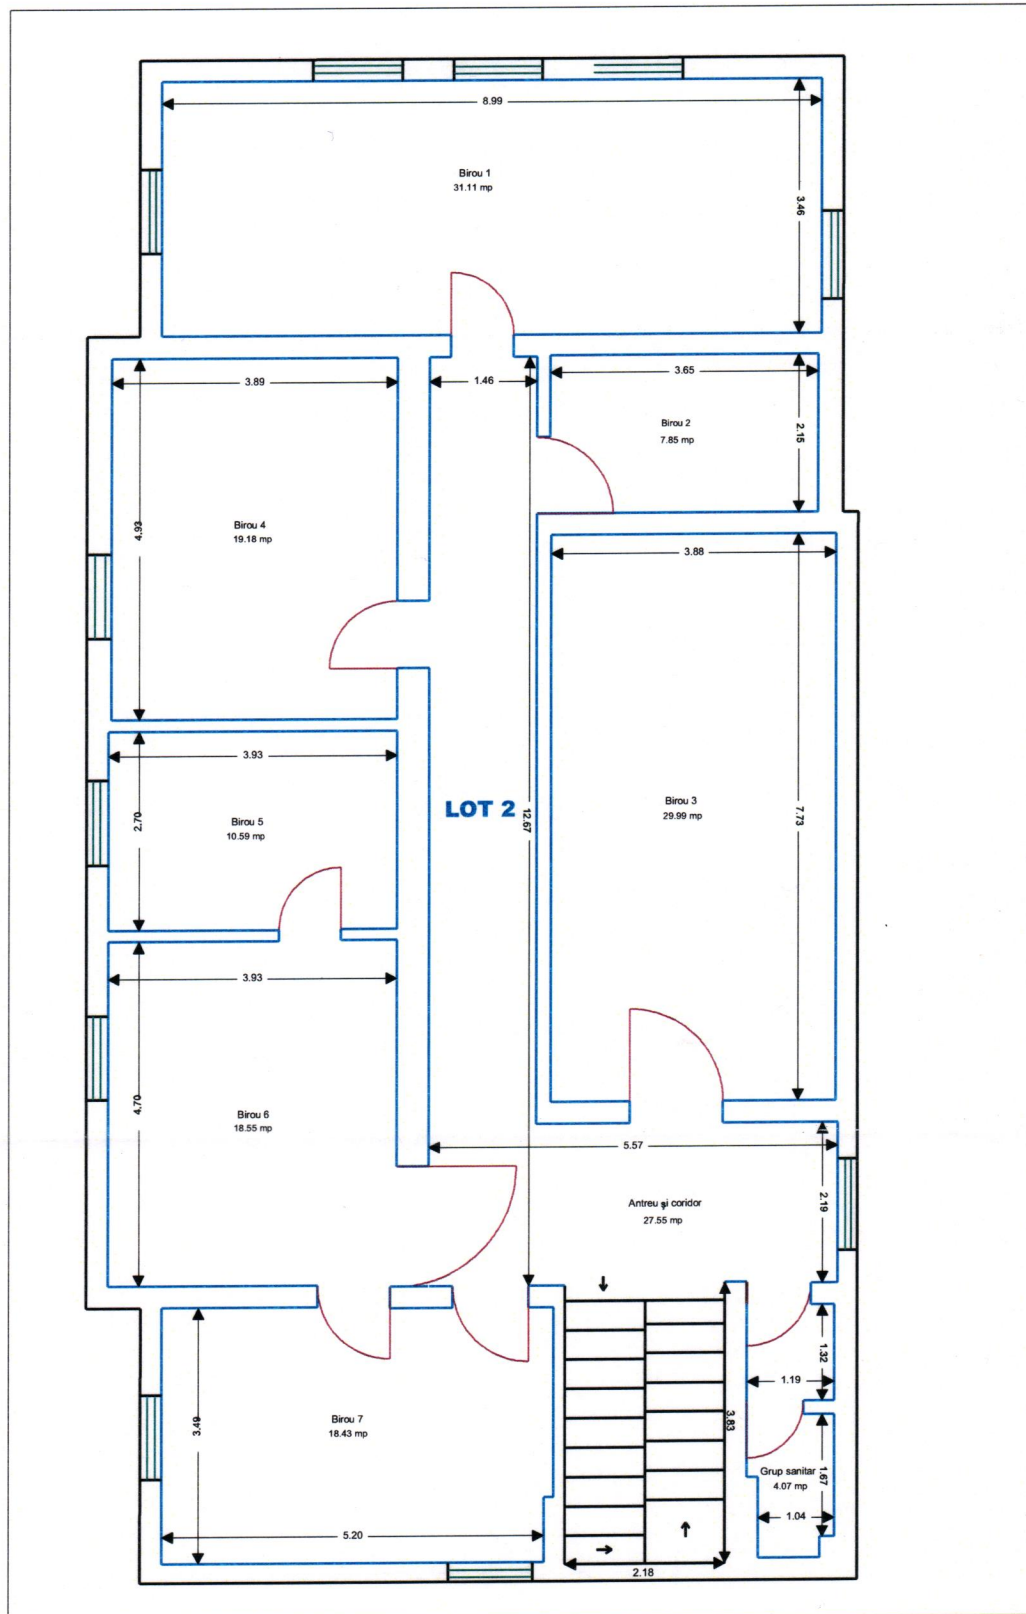 8.99
Birou 1
31.11 mp
3.46
3.89
1.46
3.65
Birou 2
7.85 mp
2.15
Birou 4
19.18 mp
4.93
3.88
3.93
Birou 5
10.59 mp
2.70
LOT 2
12.67
Birou 3
29.99 mp
7.73
3.93
Birou 6
18.55 mp
4.70
5.57
Antreu și coridor
27.55 mp
2.19
1.32
1.19
Birou 7
18.43 mp
3.49
3.83
Grup sanitar
4.07 mp
1.67
1.04
5.20
2.18